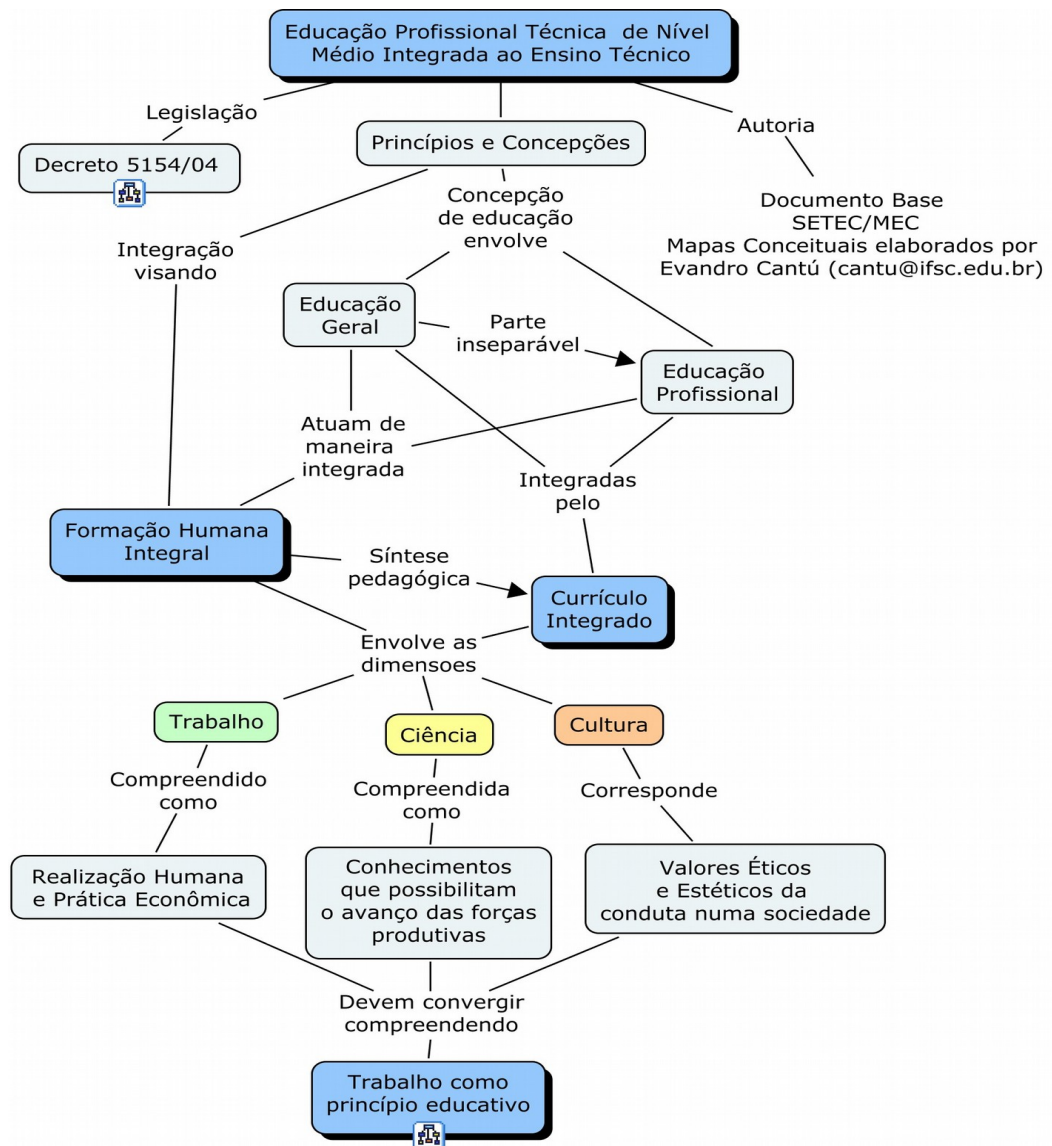 Educação Profissional Técnica de Nível
Médio Integrada ao Ensino Técnico
Legislação
Decreto 5154/04
Princípios e Concepções
Autoria
Documento Base
SETEC/MEC
Mapas Conceituais elaborados por
Evandro Cantú (cantu@ifsc.edu.br)
Concepção
de educação
envolve
Integração
visando
Educação
Geral
Parte
inseparável
Educação
Profissional
Atuam de
maneira
integrada
Integradas
pelo
Formação Humana
Integral
Síntese
pedagógica
Currículo
Integrado
Envolve as
dimensoes
Trabalho
Ciência
Cultura
Compreendido
como
Compreendida
como
Corresponde
Realização Humana
e Prática Econômica
Conhecimentos
que possibilitam
o avanço das forças
produtivas
Valores Éticos
e Estéticos da
conduta numa sociedade
Devem convergir
compreendendo
Trabalho como
princípio educativo